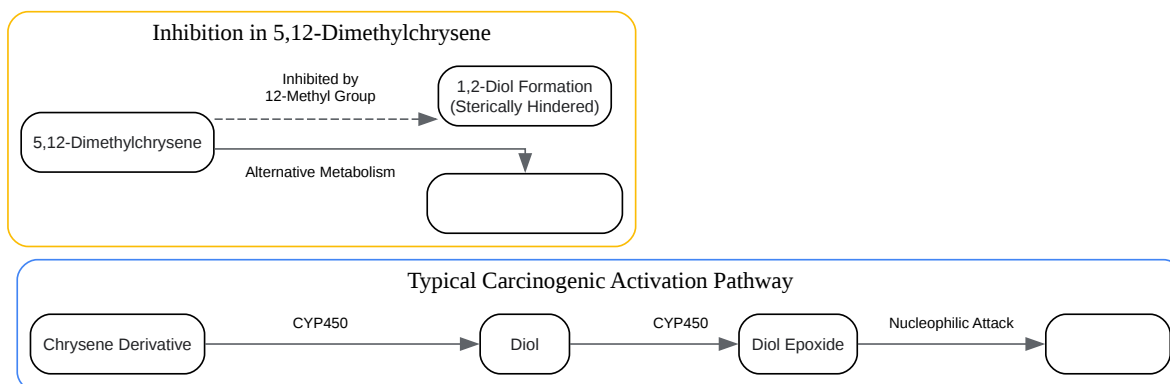 Inhibition in 5,12-Dimethylchrysene
Inhibited by
12-Methyl Group
1,2-Diol Formation
(Sterically Hindered)
5,12-Dimethylchrysene
Alternative Metabolism
Typical Carcinogenic Activation Pathway
CYP450
CYP450
Nucleophilic Attack
Chrysene Derivative
Diol
Diol Epoxide